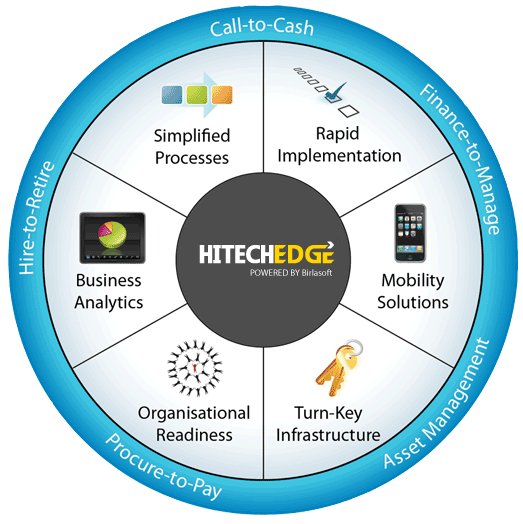 Call-to-Cash
Finance-to-Manage
Asset Management
Procure-to-Pay
Hire-to-Retire
Simplified
Processes
Rapid
Implementation
Business
Analytics
HITECHEDGE
POWERED BY Birlasoft
Mobility
Solutions
Organisational
Readiness
Turn-Key
Infrastructure